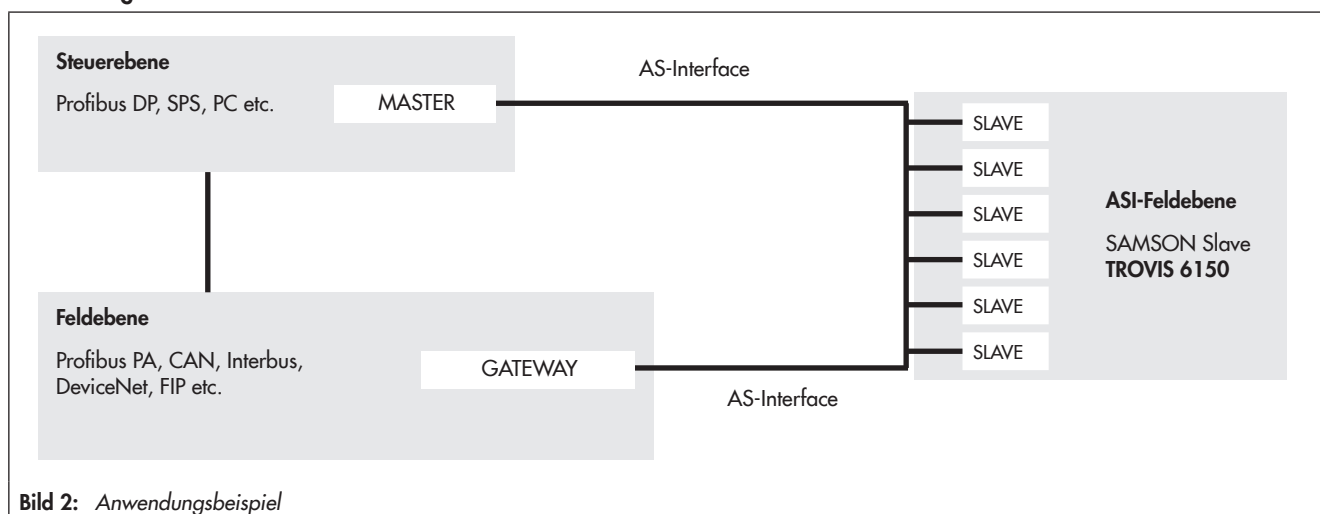 Steuerebene
Profibus DP, SPS, PC etc.
MASTER
AS-Interface
SLAVE
SLAVE
SLAVE
SLAVE
SLAVE
SLAVE
ASI-Feldebene
SAMSON Slave
TROVIS 6150
Feldebene
Profibus PA, CAN, Interbus,
DeviceNet, FIP etc.
GATEWAY
AS-Interface
Bild 2: Anwendungsbeispiel